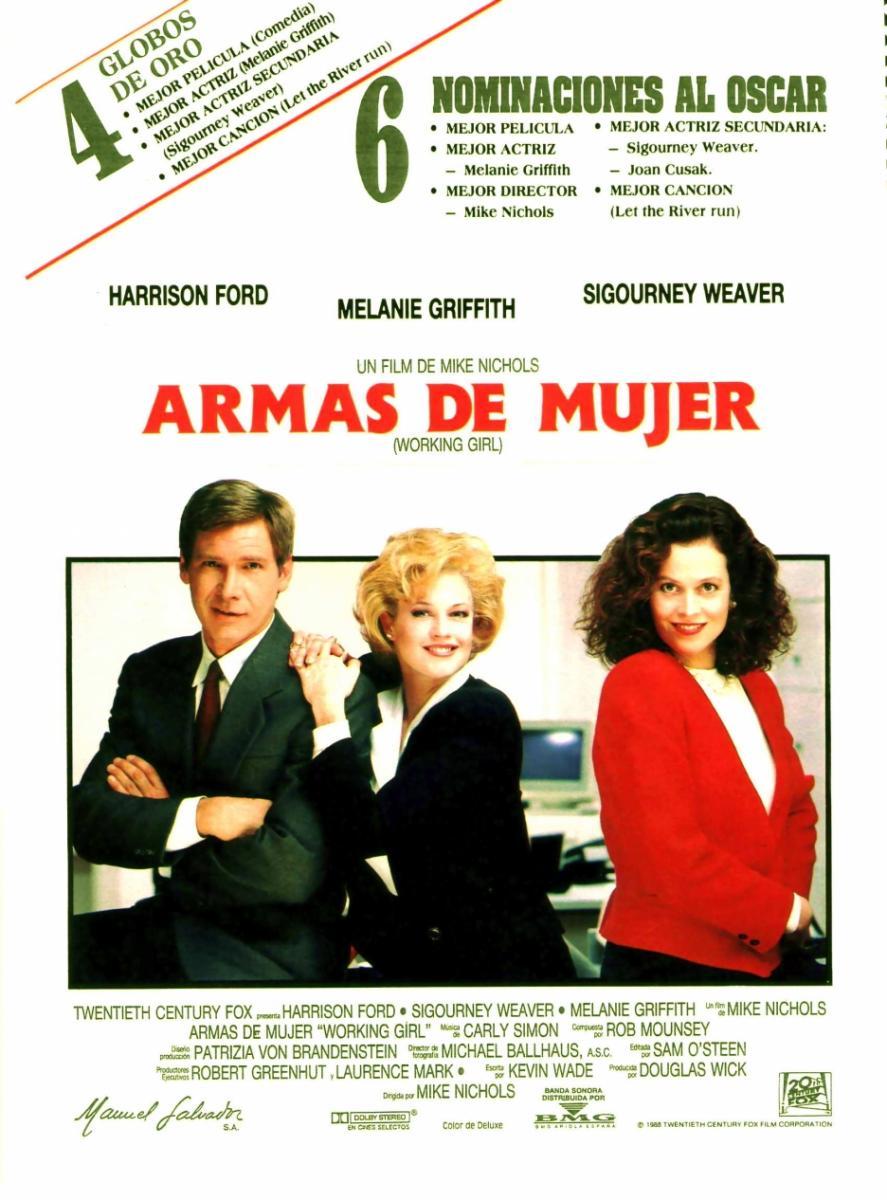 4 GLOBOS
DE ORO
• MEJOR PELICULA (Comedia)
• MEJOR ACTRIZ (Melanie Griffith)
• MEJOR ACTRIZ SECUNDARIA
(Sigourney Weaver)
• MEJOR CANCION (Let the River run)
6 NOMINACIONES AL OSCAR
• MEJOR PELICULA
• MEJOR ACTRIZ
– Melanie Griffith
• MEJOR DIRECTOR
– Mike Nichols
• MEJOR ACTRIZ SECUNDARIA:
– Sigourney Weaver.
– Joan Cusak.
• MEJOR CANCION
(Let the River run)
HARRISON FORD
MELANIE GRIFFITH
SIGOURNEY WEAVER
UN FILM DE MIKE NICHOLS
ARMAS DE MUJER
(WORKING GIRL)
TWENTIETH CENTURY FOX presenta HARRISON FORD • SIGOURNEY WEAVER • MELANIE GRIFFITH Un film de MIKE NICHOLS
ARMAS DE MUJER "WORKING GIRL" Música de CARLY SIMON Compuesta por ROB MOUNSEY
Diseño producción PATRIZIA VON BRANDENSTEIN Director de fotografía MICHAEL BALLHAUS, A.S.C. Editada por SAM O'STEEN
Productores Ejecutivos ROBERT GREENHUT, LAURENCE MARK • Escrita por KEVIN WADE Producida por DOUGLAS WICK
Dirigida por MIKE NICHOLS
Manuel Salvador
S.A.
DOLBY STEREO ®
EN CINES SELECTOS
Color de Deluxe
BANDA SONORA
DISTRIBUIDA POR
BMG
BMG ARIOLA ESPAÑA
20TH
CENTURY
FOX
© 1988 TWENTIETH CENTURY FOX FILM CORPORATION